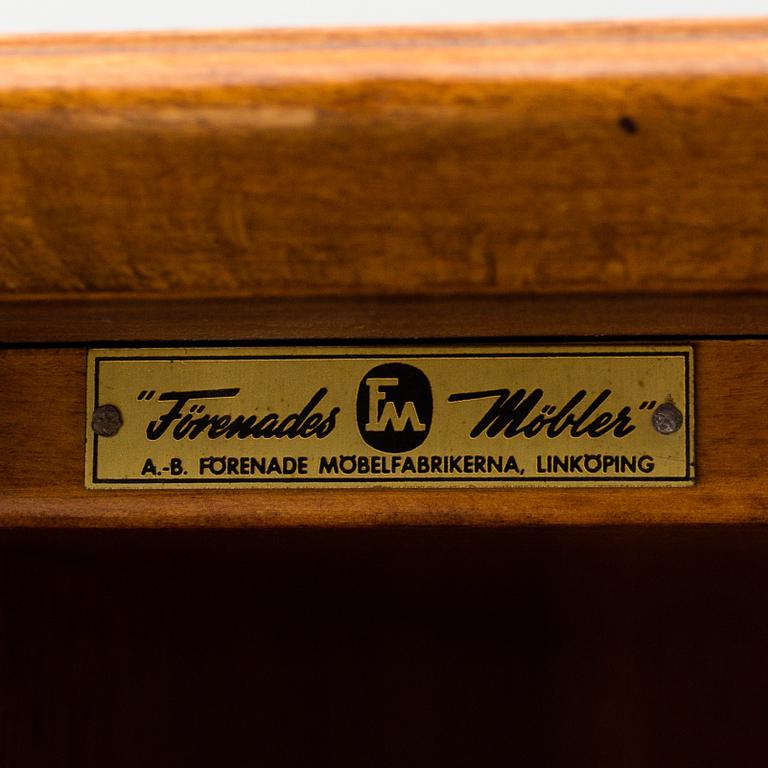 "Förenades FM Möbler"
A.-B. FÖRENADE MÖBELFABRIKERNA, LINKÖPING